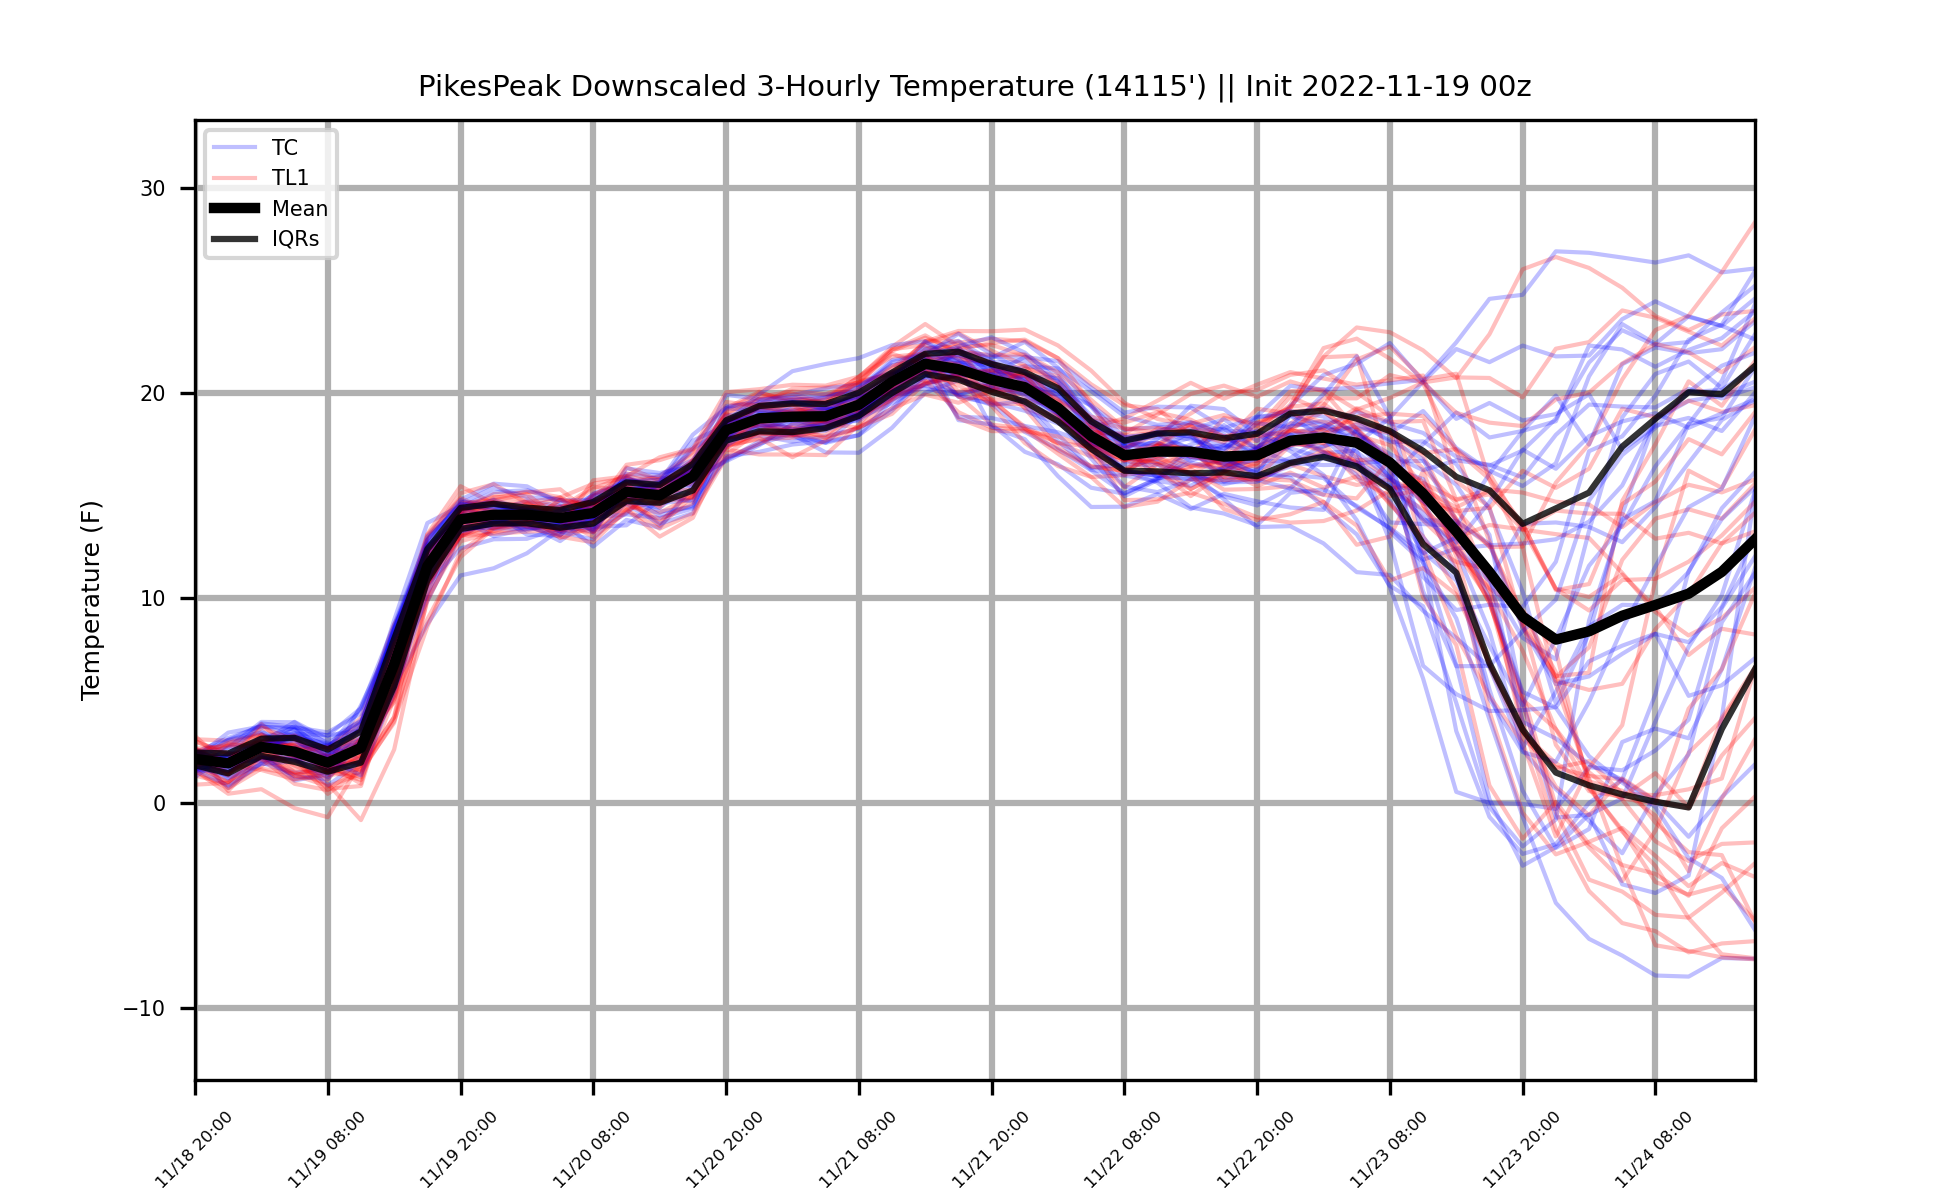 PikesPeak Downscaled 3-Hourly Temperature (14115') || Init 2022-11-19 00z
TC
TL1
Mean
IQRs
Temperature (F)
30
20
10
0
−10
11/18 20:00
11/19 08:00
11/19 20:00
11/20 08:00
11/20 20:00
11/21 08:00
11/21 20:00
11/22 08:00
11/22 20:00
11/23 08:00
11/23 20:00
11/24 08:00